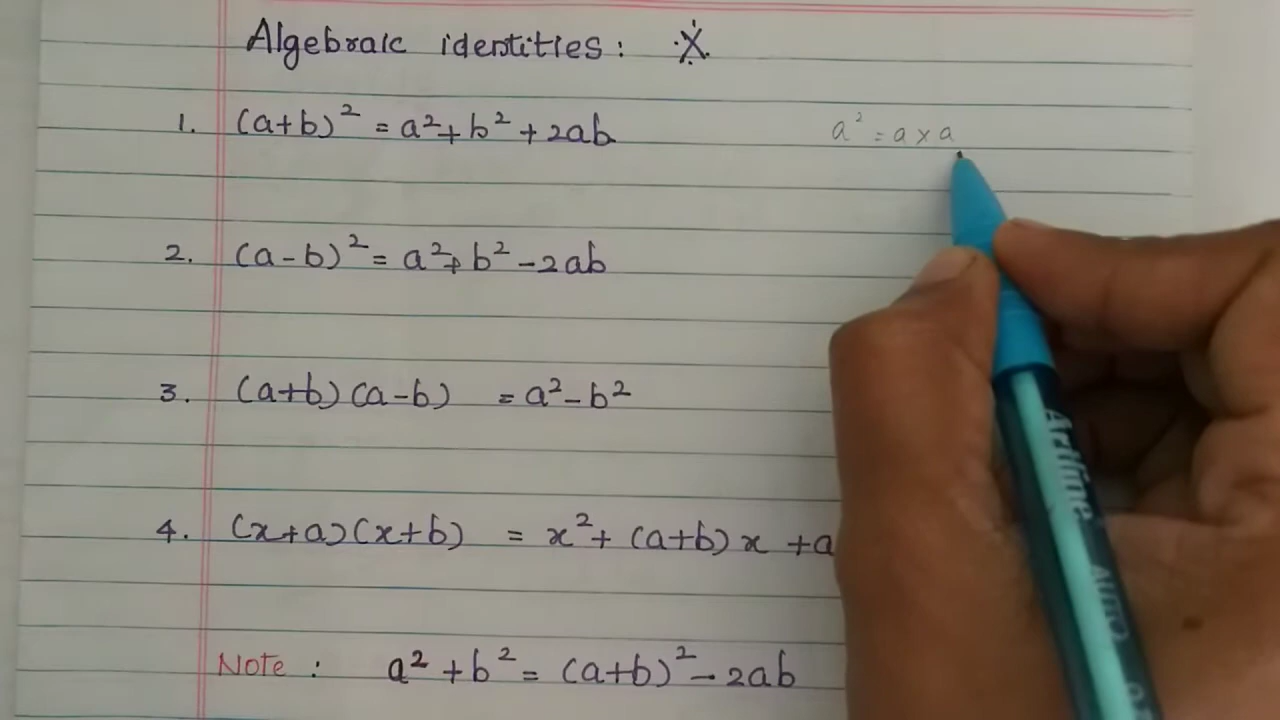 Algebraic identities :
1. (a+b)² = a²+b²+2ab
a² = a×a
2. (a-b)² = a²+b²-2ab
3. (a+b)(a-b) = a²-b²
4. (x+a)(x+b) = x²+(a+b)x +a
Note : a²+b² = (a+b)²-2ab
Artline